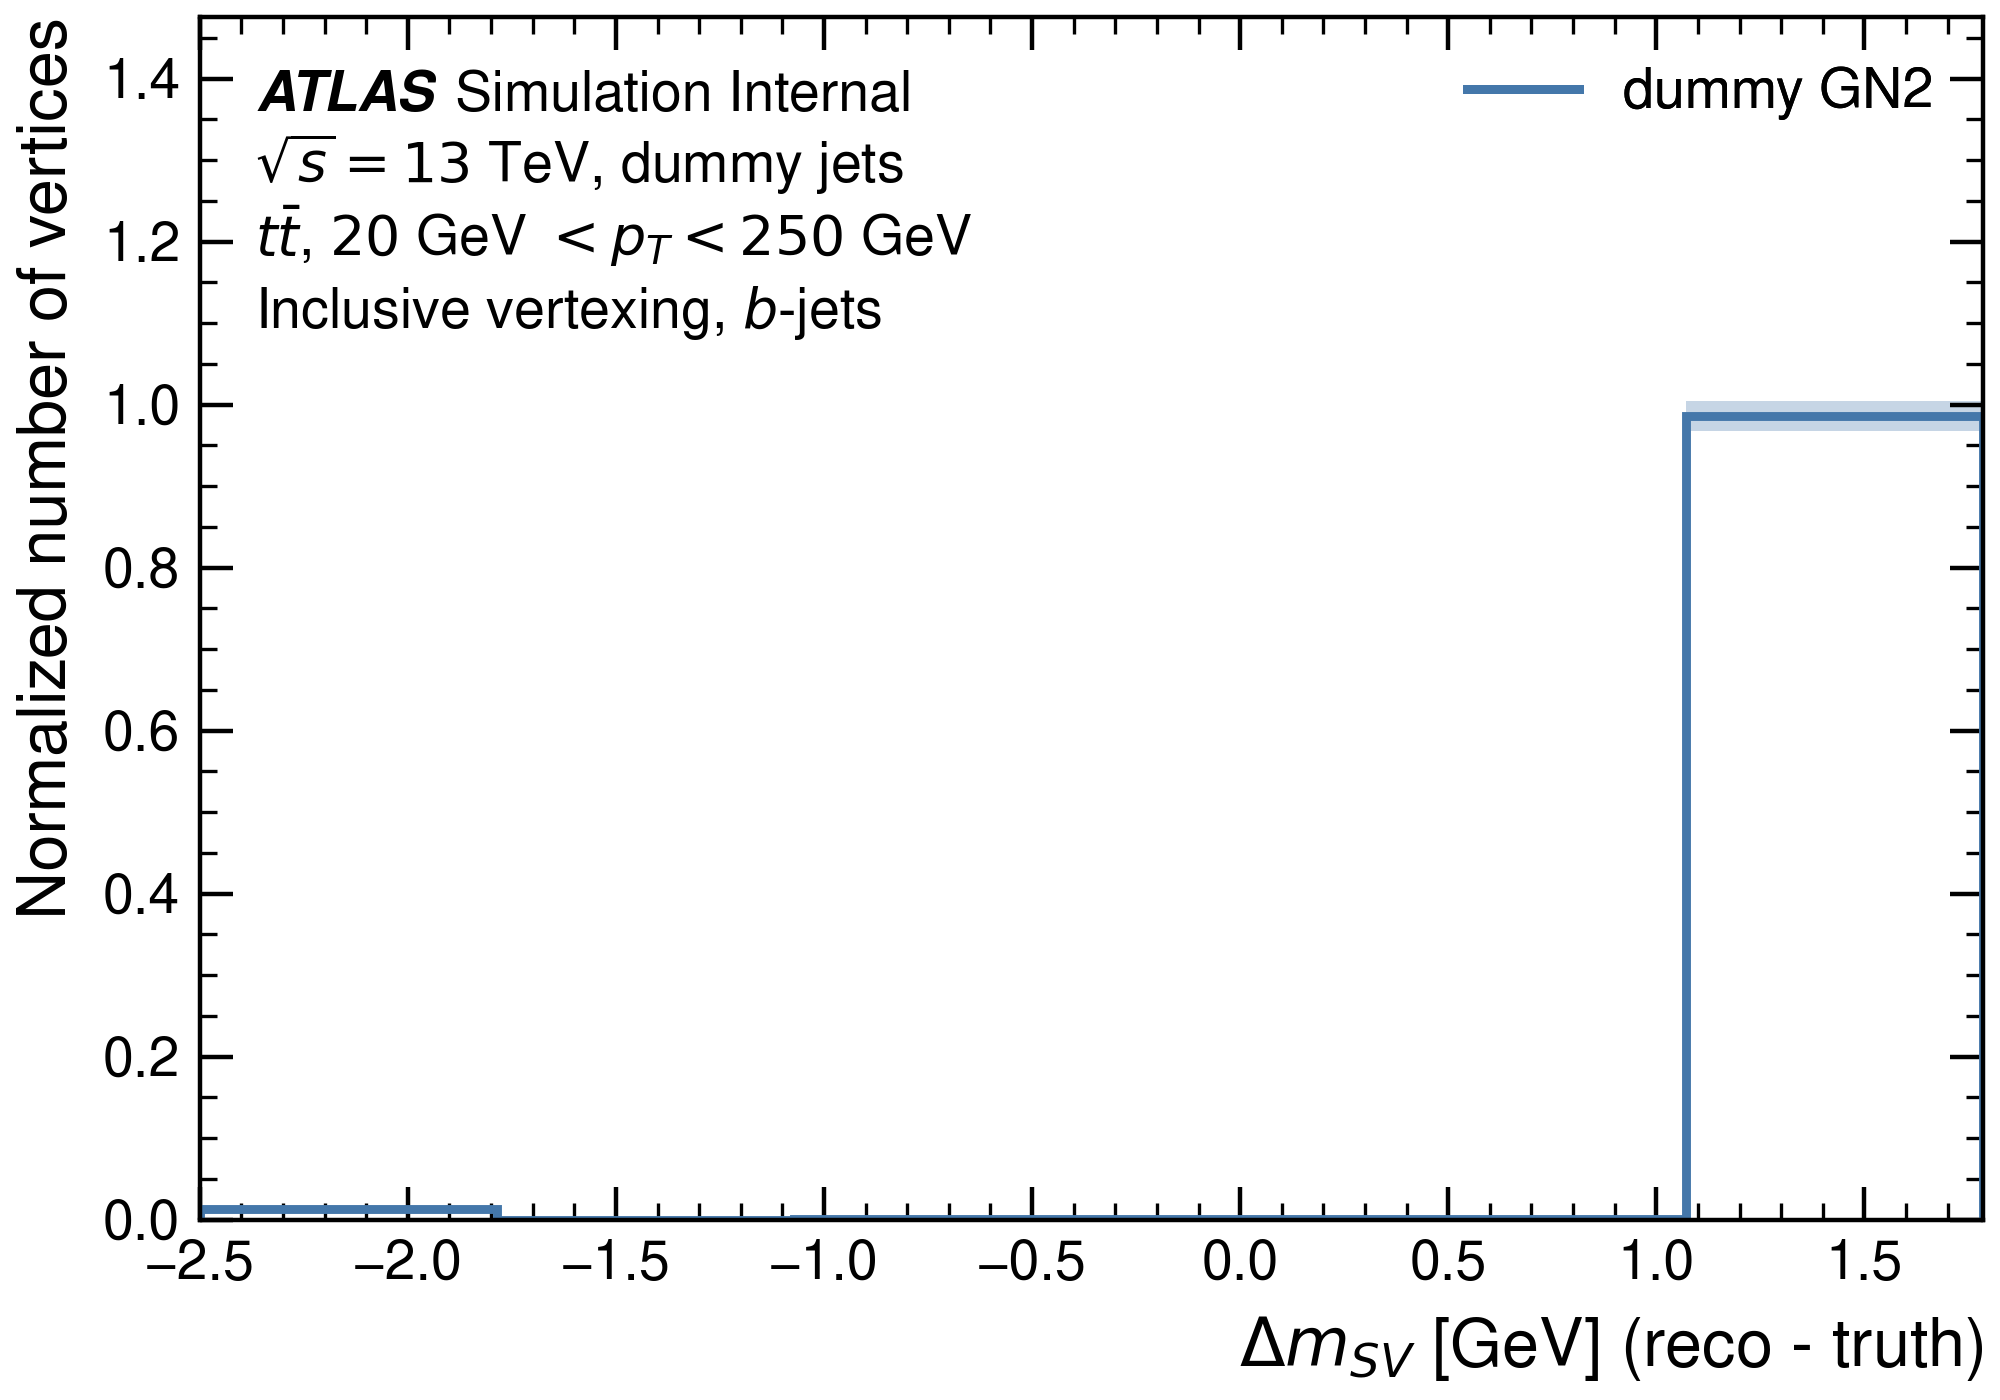 ATLAS Simulation Internal
√s = 13 TeV, dummy jets
tt̄, 20 GeV < p_T < 250 GeV
Inclusive vertexing, b-jets
dummy GN2
Normalized number of vertices
1.4
1.2
1.0
0.8
0.6
0.4
0.2
0.0
−2.5 −2.0 −1.5 −1.0 −0.5 0.0 0.5 1.0 1.5
Δm_SV [GeV] (reco - truth)